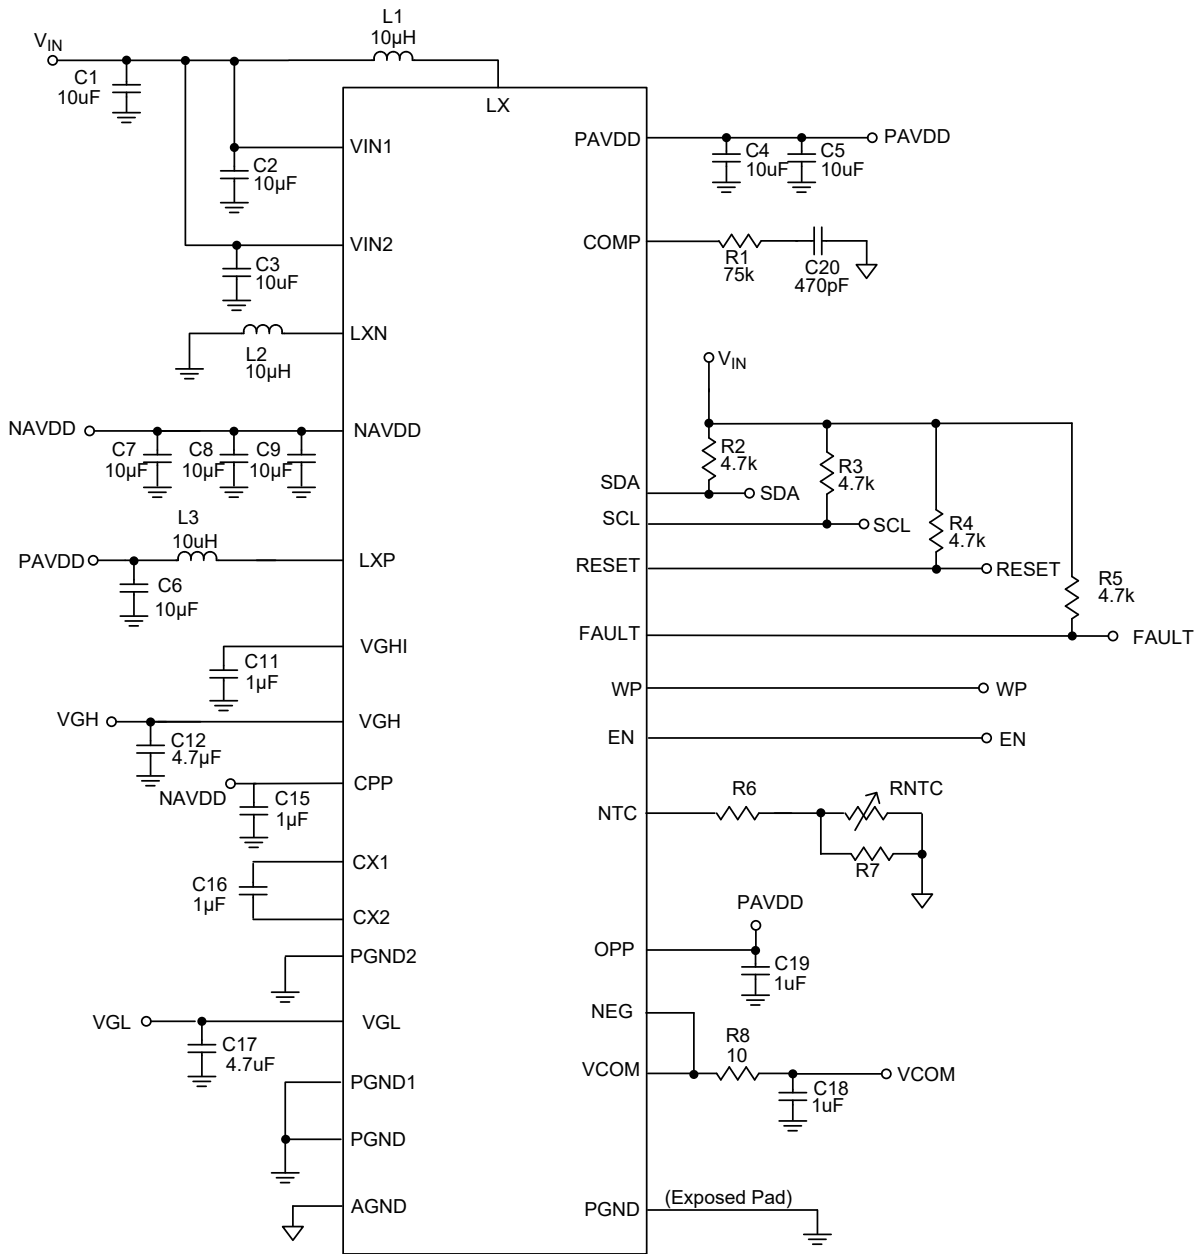 L1
10µH
VIN
C1
10uF
LX
VIN1
C2
10µF
VIN2
C3
10uF
LXN
L2
10µH
NAVDD
NAVDD
C7
10µF
C8
10µF
C9
10µF
L3
10uH
PAVDD
LXP
C6
10µF
VGHI
C11
1µF
VGH
VGH
C12
4.7µF
CPP
NAVDD
C15
1µF
CX1
C16
1µF
CX2
PGND2
VGL
VGL
C17
4.7uF
PGND1
PGND
AGND
PAVDD
PAVDD
C4
10uF
C5
10uF
COMP
R1
75k
C20
470pF
VIN
R2
4.7k
R3
4.7k
SDA
SDA
SCL
SCL
R4
4.7k
RESET
RESET
R5
4.7k
FAULT
FAULT
WP
WP
EN
EN
NTC
R6
RNTC
R7
PAVDD
OPP
C19
1uF
NEG
VCOM
R8
10
VCOM
C18
1uF
PGND
(Exposed Pad)